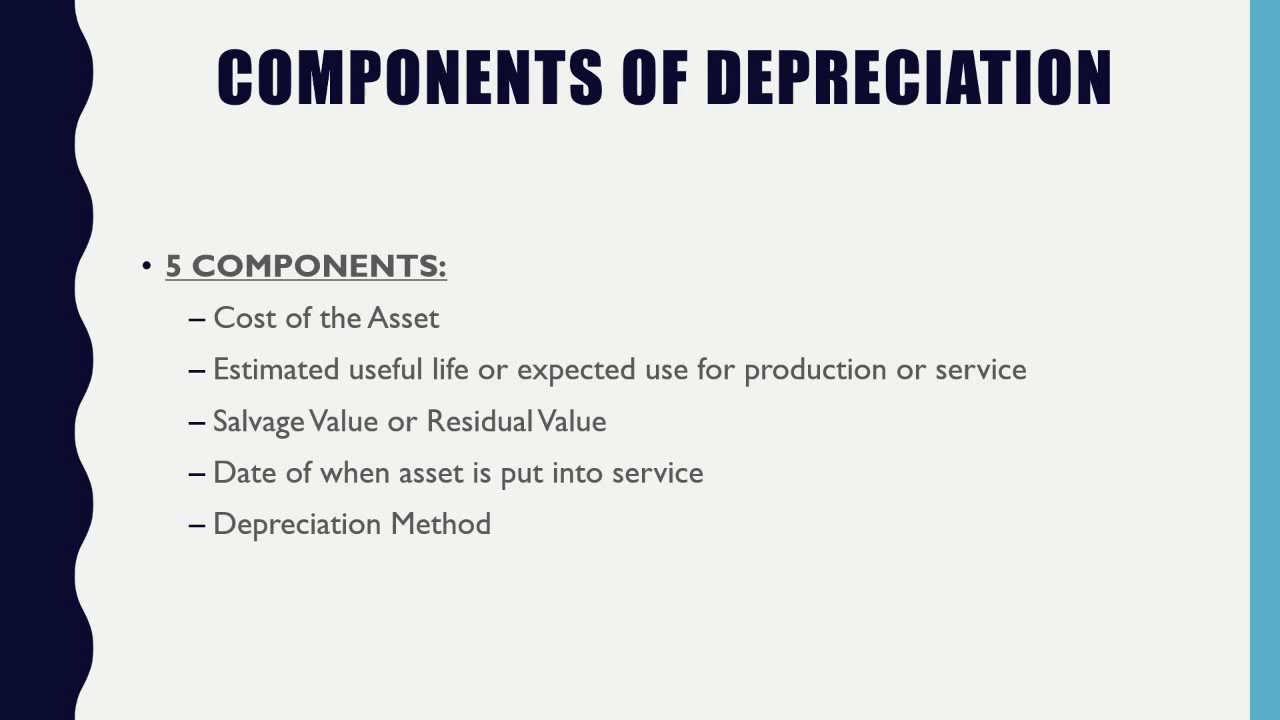 COMPONENTS OF DEPRECIATION
• 5 COMPONENTS:
– Cost of the Asset
– Estimated useful life or expected use for production or service
– Salvage Value or Residual Value
– Date of when asset is put into service
– Depreciation Method